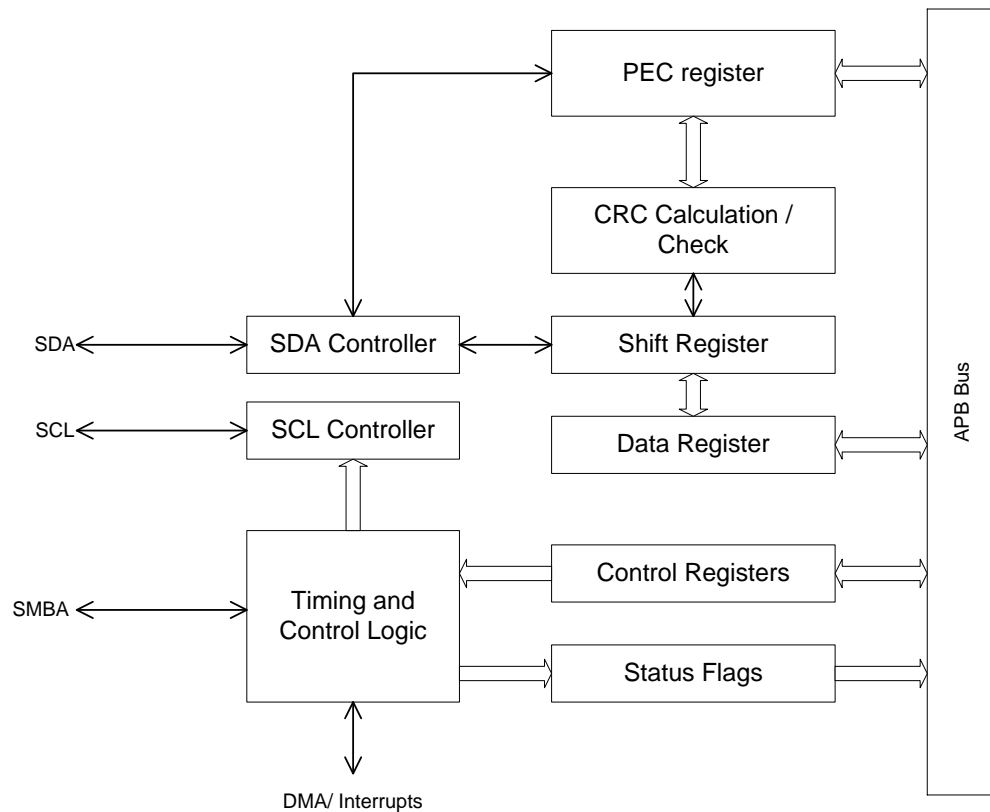 PEC register
CRC Calculation /
Check
SDA
SDA Controller
Shift Register
SCL
SCL Controller
Data Register
APB Bus
Control Registers
SMBA
Timing and
Control Logic
Status Flags
DMA/ Interrupts